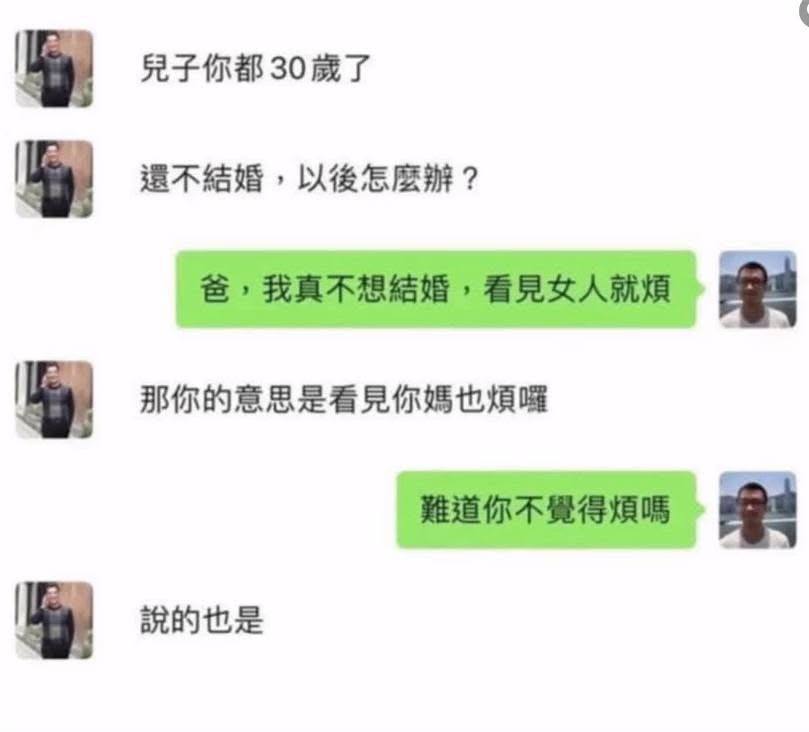 兒子你都30歲了
還不結婚，以後怎麼辦？
爸，我真不想結婚，看見女人就煩
那你的意思是看見你媽也煩囉
難道你不覺得煩嗎
說的也是